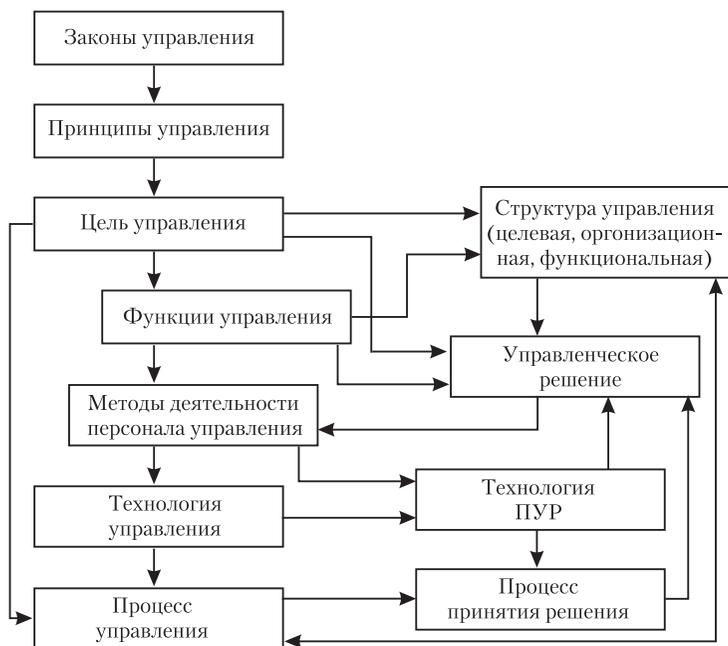 Законы управления
Принципы управления
Цель управления
Структура управления
(целевая, оргонизацион-
ная, функциональная)
Функции управления
Управленческое
решение
Методы деятельности
персонала управления
Технология
управления
Технология
ПУР
Процесс
управления
Процесс
принятия решения